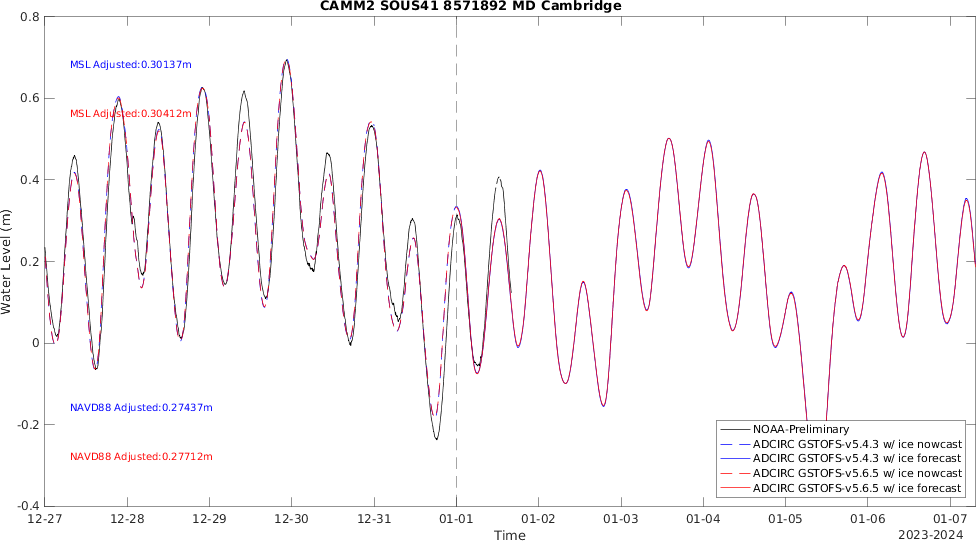 CAMM2 SOUS41 8571892 MD Cambridge
0.8
0.6
0.4
0.2
0
-0.2
-0.4
Water Level (m)
MSL Adjusted:0.30137m
MSL Adjusted:0.30412m
NAVD88 Adjusted:0.27437m
NAVD88 Adjusted:0.27712m
NOAA-Preliminary
ADCIRC GSTOFS-v5.4.3 w/ ice nowcast
ADCIRC GSTOFS-v5.4.3 w/ ice forecast
ADCIRC GSTOFS-v5.6.5 w/ ice nowcast
ADCIRC GSTOFS-v5.6.5 w/ ice forecast
12-27 12-28 12-29 12-30 12-31 01-01 01-02 01-03 01-04 01-05 01-06 01-07
Time
2023-2024